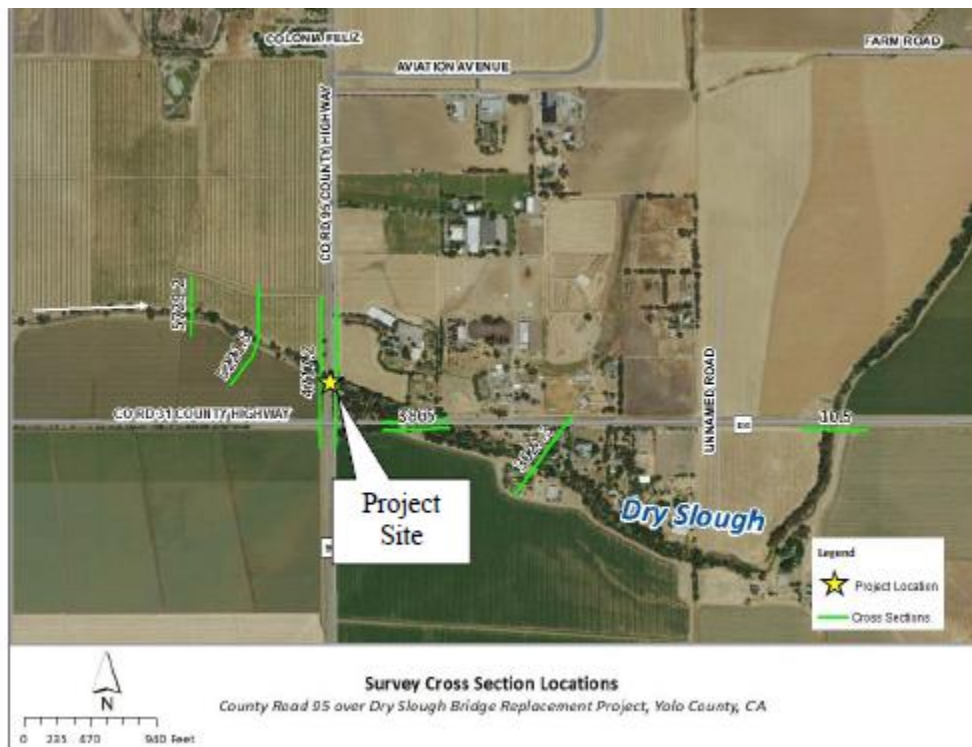 COLONIA FELIZ
FARM ROAD
AVIATION AVENUE
CO RD 95 COUNTY HIGHWAY
CO RD 31 COUNTY HIGHWAY
3805
10.5
UNNAMED ROAD
Project
Site
Dry Slough
Legend
Project Location
Cross Sections
N
0 235 470 940 Feet
Survey Cross Section Locations
County Road 95 over Dry Slough Bridge Replacement Project, Yolo County, CA